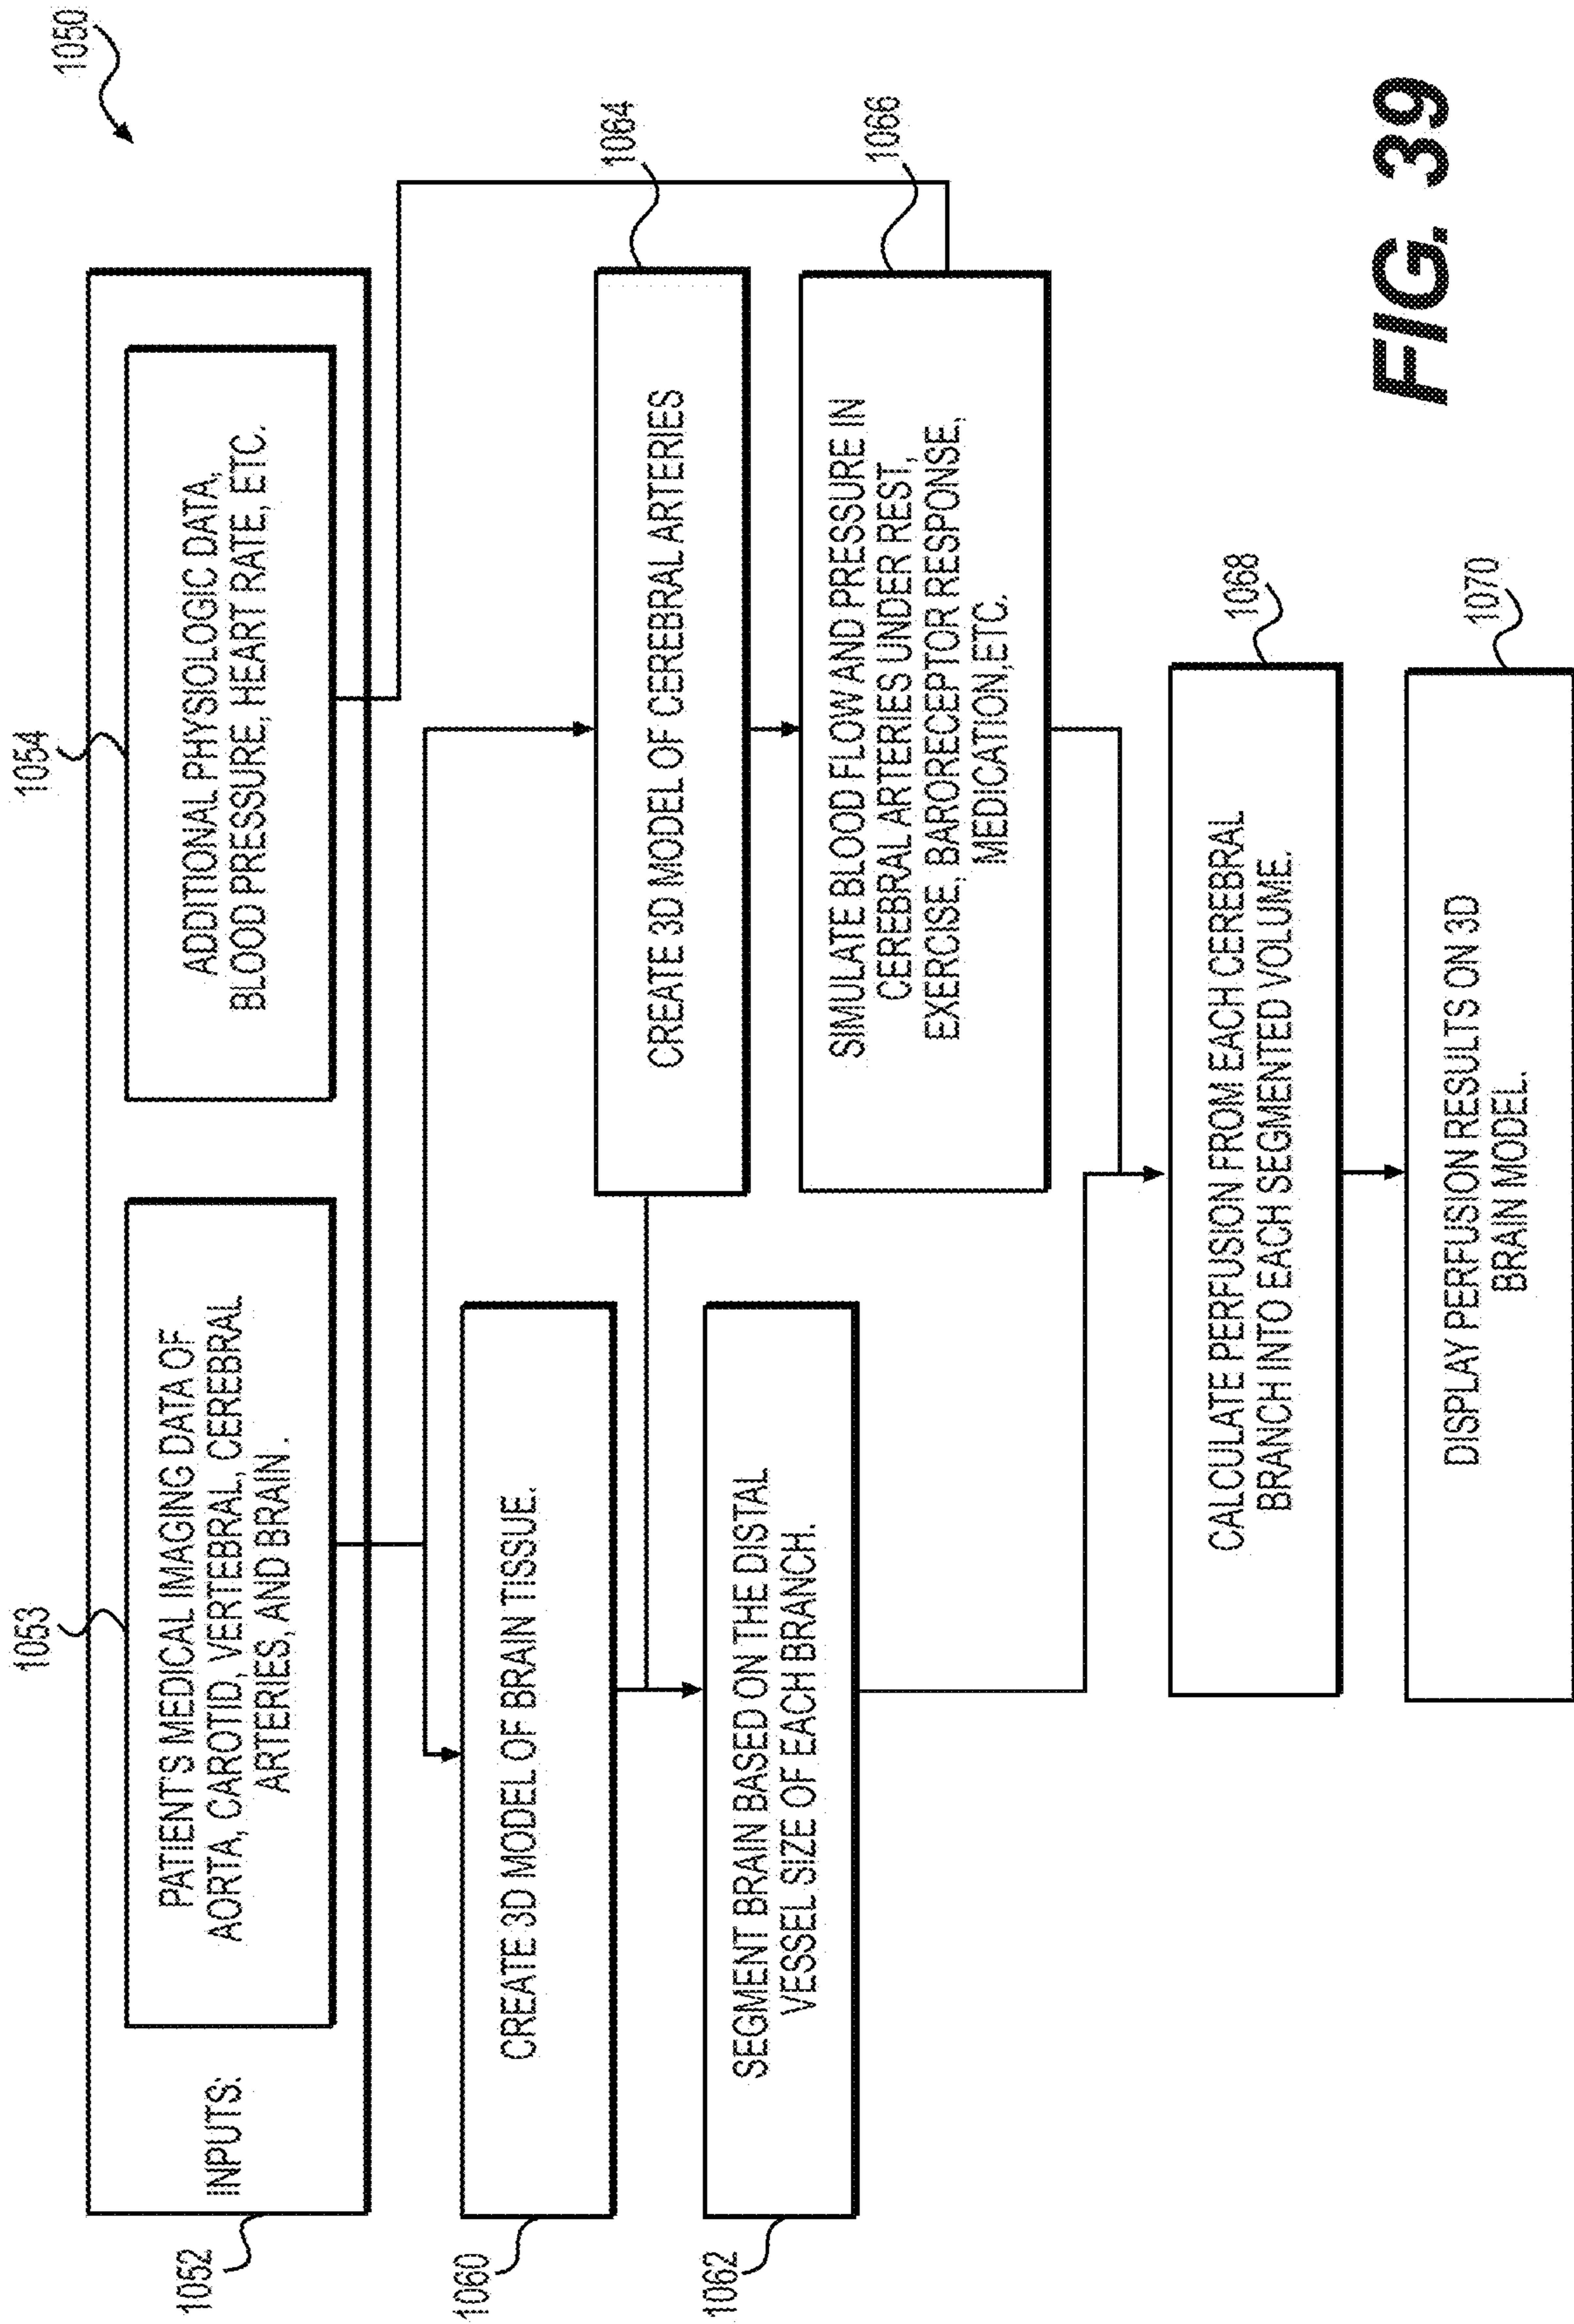 1050
1052
INPUTS:
1053
PATIENT'S MEDICAL IMAGING DATA OF
AORTA, CAROTID, VERTEBRAL, CEREBRAL
ARTERIES, AND BRAIN.
1054
ADDITIONAL PHYSIOLOGIC DATA,
BLOOD PRESSURE, HEART RATE, ETC.
1060
CREATE 3D MODEL OF BRAIN TISSUE.
1064
CREATE 3D MODEL OF CEREBRAL ARTERIES
1062
SEGMENT BRAIN BASED ON THE DISTAL
VESSEL SIZE OF EACH BRANCH.
1066
SIMULATE BLOOD FLOW AND PRESSURE IN
CEREBRAL ARTERIES UNDER REST,
EXERCISE, BARORECEPTOR RESPONSE,
MEDICATION,ETC.
1068
CALCULATE PERFUSION FROM EACH CEREBRAL
BRANCH INTO EACH SEGMENTED VOLUME.
1070
DISPLAY PERFUSION RESULTS ON 3D
BRAIN MODEL.
FIG. 39